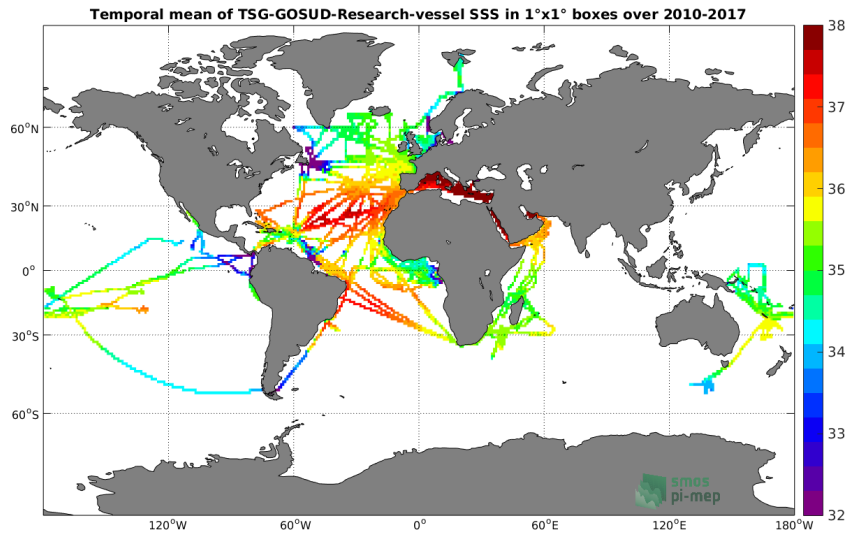 Temporal mean of TSG-GOSUD-Research-vessel SSS in 1°x1° boxes over 2010-2017
38
37
36
35
34
33
32
60°N
30°N
0°
30°S
60°S
120°W
60°W
0°
60°E
120°E
180°W
smos
pi-mep